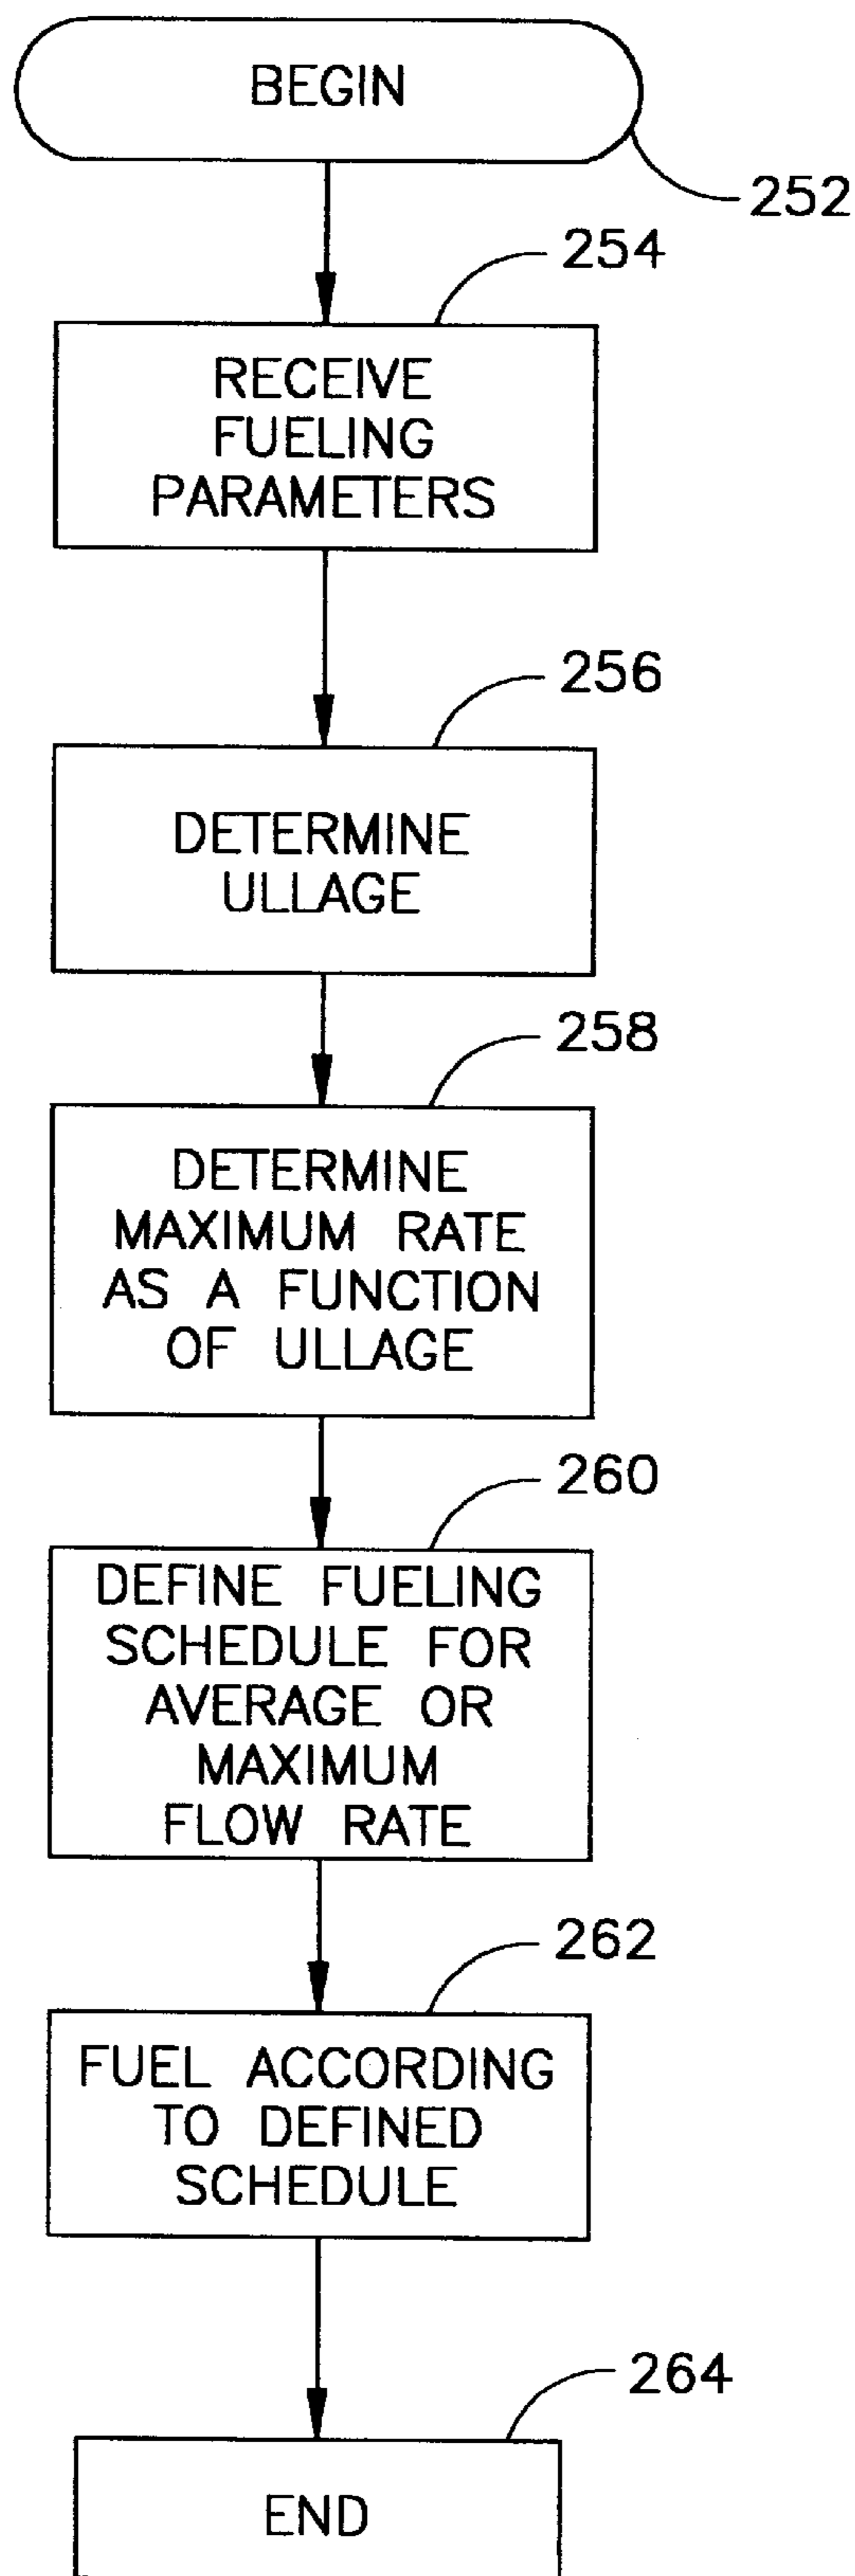 BEGIN
252
254
RECEIVE
FUELING
PARAMETERS
256
DETERMINE
ULLAGE
258
DETERMINE
MAXIMUM RATE
AS A FUNCTION
OF ULLAGE
260
DEFINE FUELING
SCHEDULE FOR
AVERAGE OR
MAXIMUM
FLOW RATE
262
FUEL ACCORDING
TO DEFINED
SCHEDULE
264
END